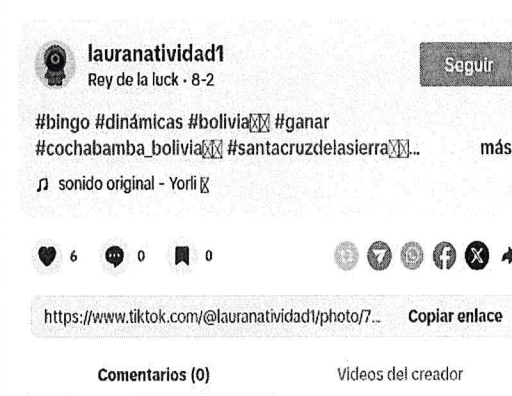 lauranatividad1
Rey de la luck · 8-2
Seguir
#bingo #dinámicas #bolivia #ganar
#cochabamba_bolivia #santacruzdelasierra...
más
sonido original - Yorli
6 0 0
https://www.tiktok.com/@lauranatividad1/photo/7... Copiar enlace
Comentarios (0) Videos del creador